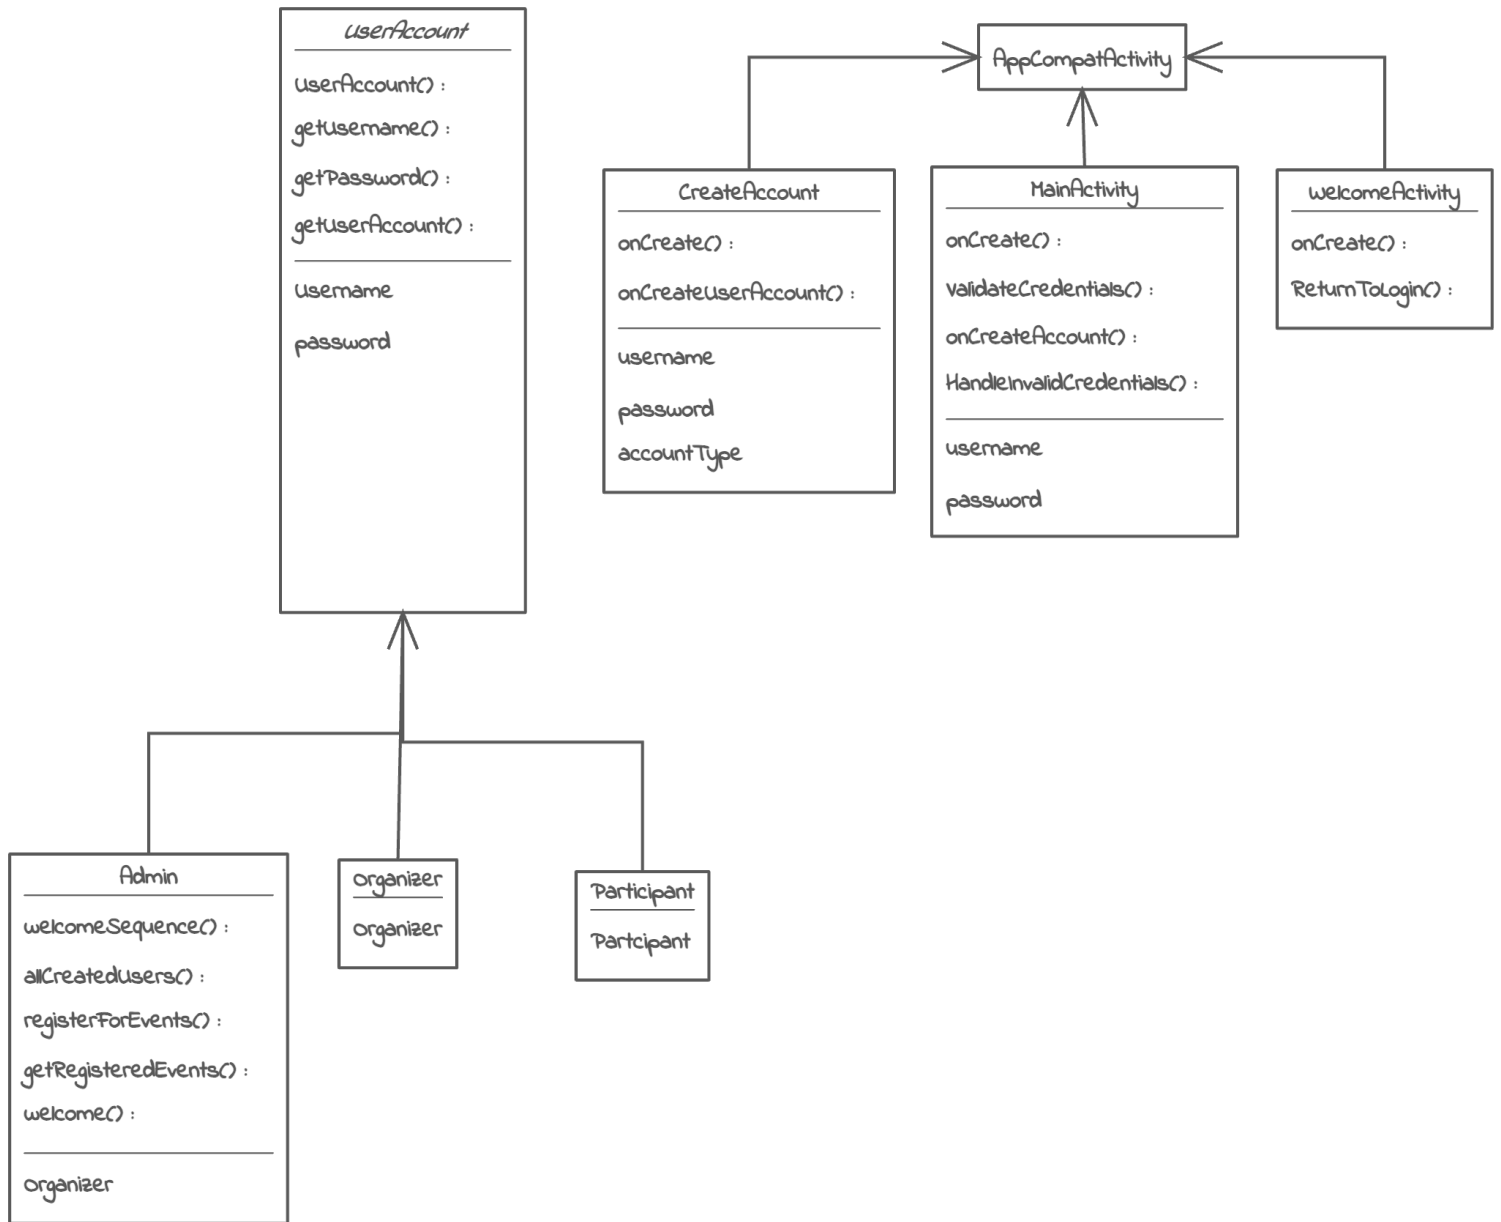 UserAccount
UserAccount() :
getUsername() :
getPassword() :
getUserAccount() :
Username
password
AppCompatActivity
CreateAccount
onCreate() :
onCreateUserAccount() :
username
password
accountType
MainActivity
onCreate() :
validateCredentials() :
onCreateAccount() :
HandleInvalidCredentials() :
username
password
WelcomeActivity
onCreate() :
ReturnToLogin() :
Admin
welcomeSequence() :
allCreatedUsers() :
registerForEvents() :
getRegisteredEvents() :
welcome() :
Organizer
Organizer
Organizer
Participant
Partcipant